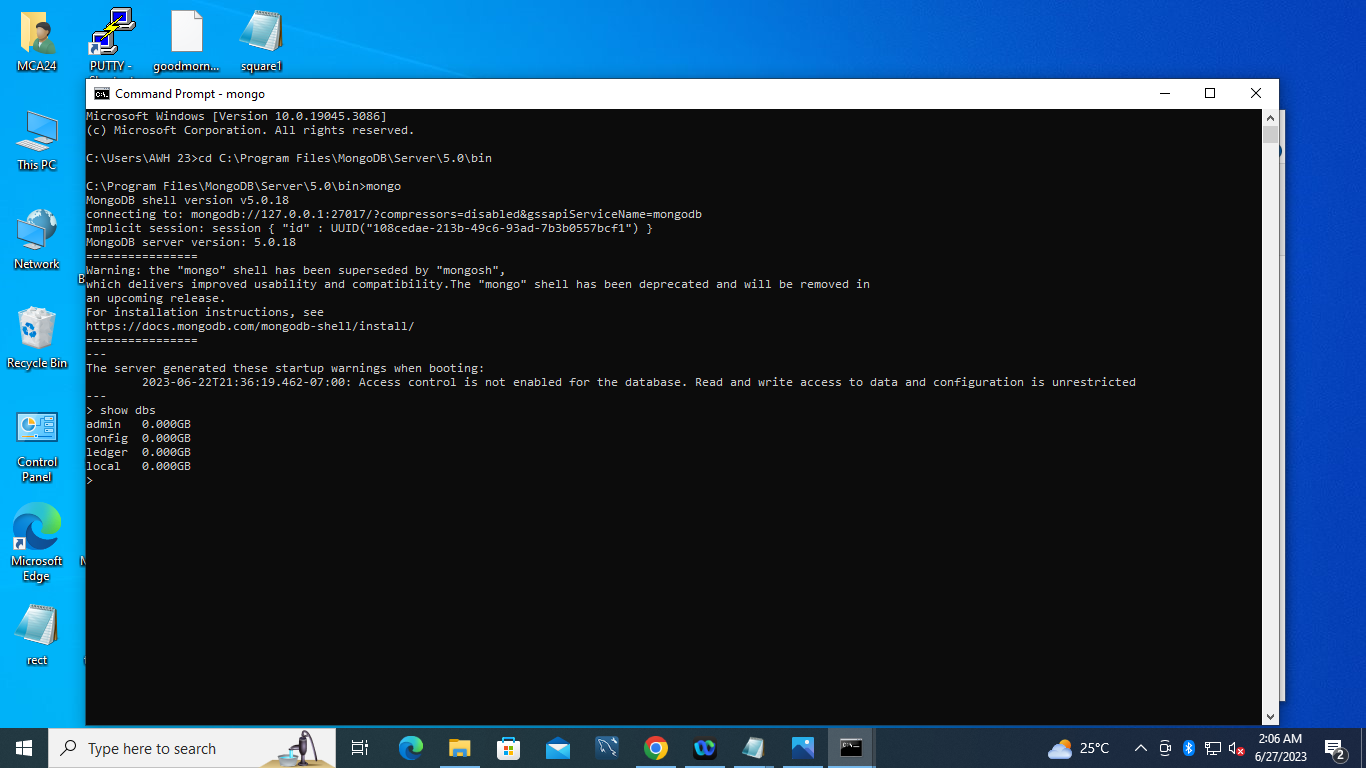 MCA24
PUTTY -
goodmorn...
square1
This PC
Network
Recycle Bin
Control
Panel
Microsoft
Edge
rect
Command Prompt - mongo
Microsoft Windows [Version 10.0.19045.3086]
(c) Microsoft Corporation. All rights reserved.
C:\Users\AWH 23>cd C:\Program Files\MongoDB\Server\5.0\bin
C:\Program Files\MongoDB\Server\5.0\bin>mongo
MongoDB shell version v5.0.18
connecting to: mongodb://127.0.0.1:27017/?compressors=disabled&gssapiServiceName=mongodb
Implicit session: session { "id" : UUID("108cedae-213b-49c6-93ad-7b3b0557bcf1") }
MongoDB server version: 5.0.18
================
Warning: the "mongo" shell has been superseded by "mongosh",
which delivers improved usability and compatibility.The "mongo" shell has been deprecated and will be removed in
an upcoming release.
For installation instructions, see
https://docs.mongodb.com/mongodb-shell/install/
================
---
The server generated these startup warnings when booting:
2023-06-22T21:36:19.462-07:00: Access control is not enabled for the database. Read and write access to data and configuration is unrestricted
---
> show dbs
admin 0.000GB
config 0.000GB
ledger 0.000GB
local 0.000GB
>
Type here to search
25°C
2:06 AM
6/27/2023
2